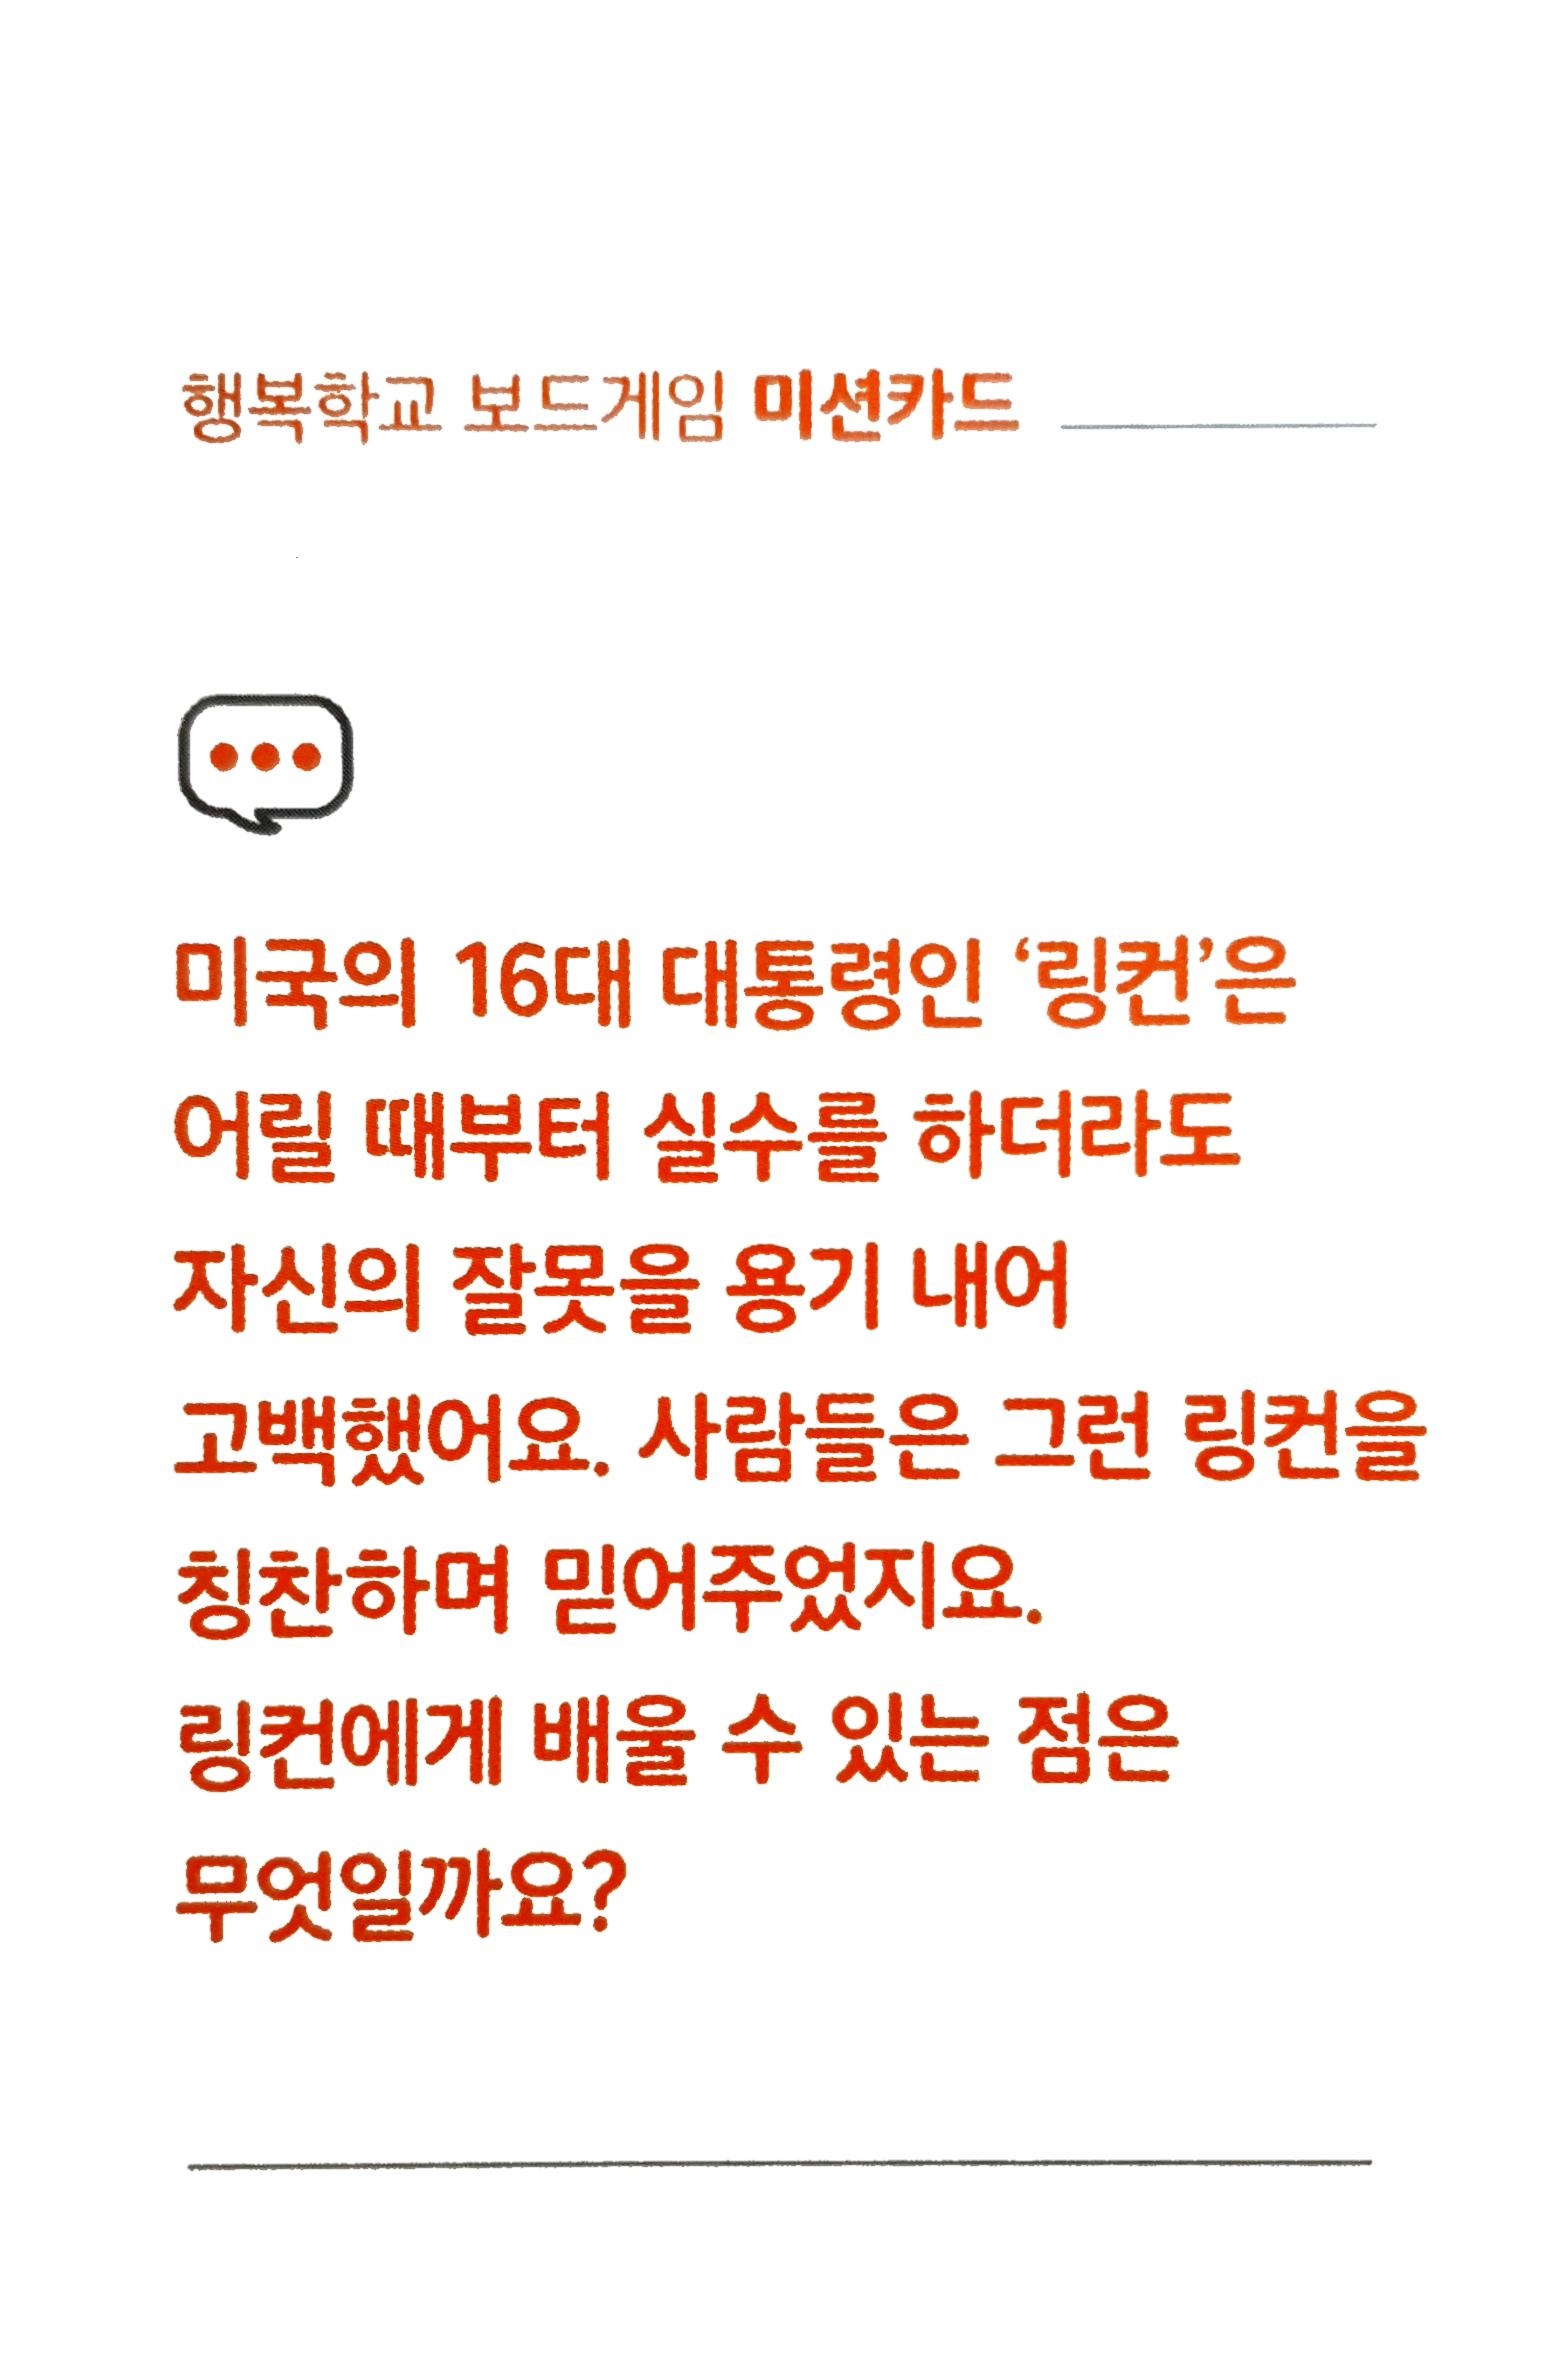 행복학교 보드게임 미션카드
미국의 16대 대통령인 ‘링컨’은
어릴 때부터 실수를 하더라도
자신의 잘못을 용기 내어
고백했어요. 사람들은 그런 링컨을
칭찬하며 믿어주었지요.
링컨에게 배울 수 있는 점은
무엇일까요?